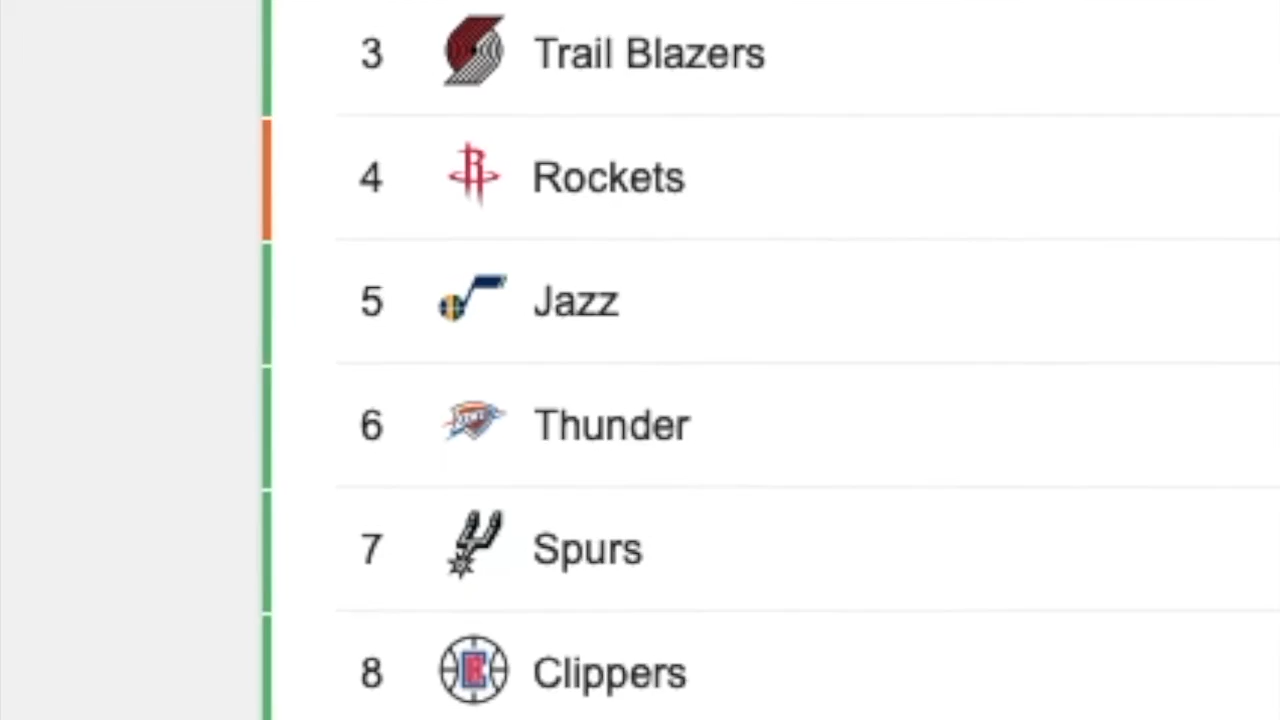 3 Trail Blazers
4 Rockets
5 Jazz
6 Thunder
7 Spurs
8 Clippers